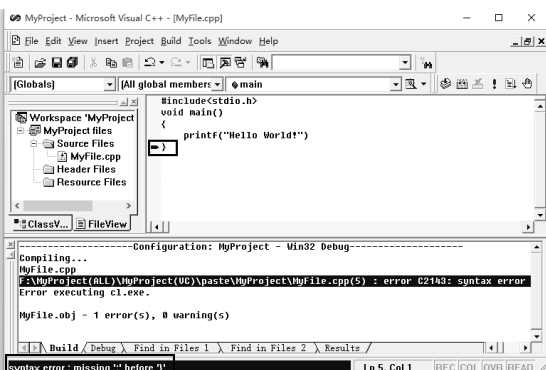 MyProject - Microsoft Visual C++ - [MyFile.cpp]
File Edit View Insert Project Build Tools Window Help
(Globals) [All global members main
Workspace 'MyProject
MyProject files
Source Files
MyFile.cpp
Header Files
Resource Files
ClassV... FileView
#include<stdio.h>
void main()
{
printf("Hello World!")
}
--------------------Configuration: MyProject - Win32 Debug--------------------
Compiling...
MyFile.cpp
F:\MyProject(ALL)\MyProject(VC)\paste\MyProject\MyFile.cpp(5) : error C2143: syntax error
Error executing cl.exe.
MyFile.obj - 1 error(s), 0 warning(s)
Build Debug Find in Files 1 Find in Files 2 Results
syntax error : missing ';' before '}'
Ln 5, Col 1 REC COL OVR READ